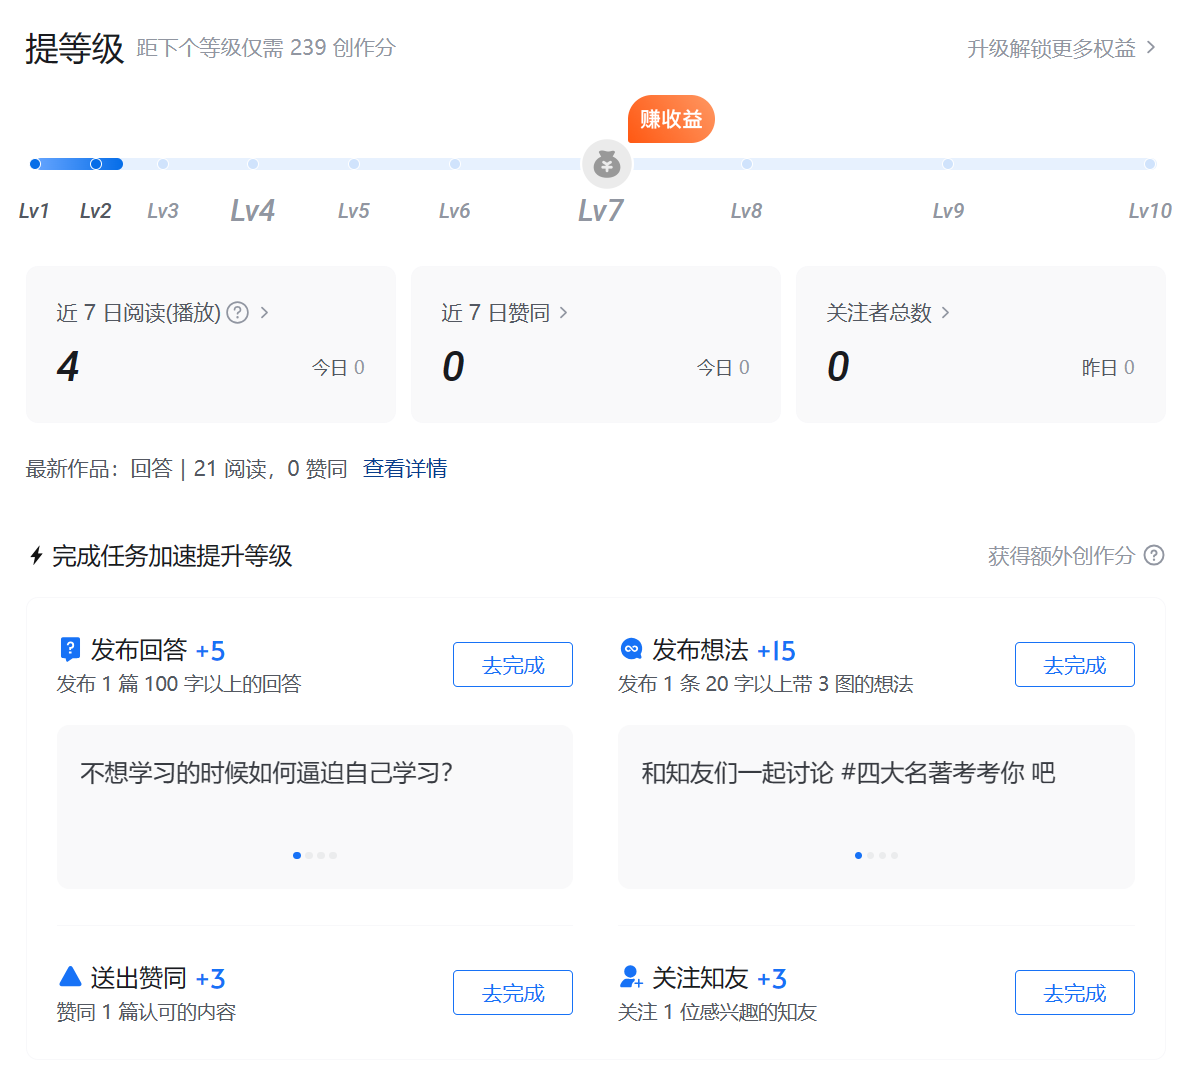 提等级 距下个等级仅需 239 创作分 升级解锁更多权益
赚收益
Lv1 Lv2 Lv3 Lv4 Lv5 Lv6 Lv7 Lv8 Lv9 Lv10
近 7 日阅读(播放) 近 7 日赞同 关注者总数
4 今日 0 0 今日 0 0 昨日 0
最新作品：回答 | 21 阅读，0 赞同 查看详情
完成任务加速提升等级 获得额外创作分
发布回答 +5 去完成 发布想法 +15 去完成
发布 1 篇 100 字以上的回答 发布 1 条 20 字以上带 3 图的想法
不想学习的时候如何逼迫自己学习？ 和知友们一起讨论 #四大名著考考你 吧
送出赞同 +3 去完成 关注知友 +3 去完成
赞同 1 篇认可的内容 关注 1 位感兴趣的知友